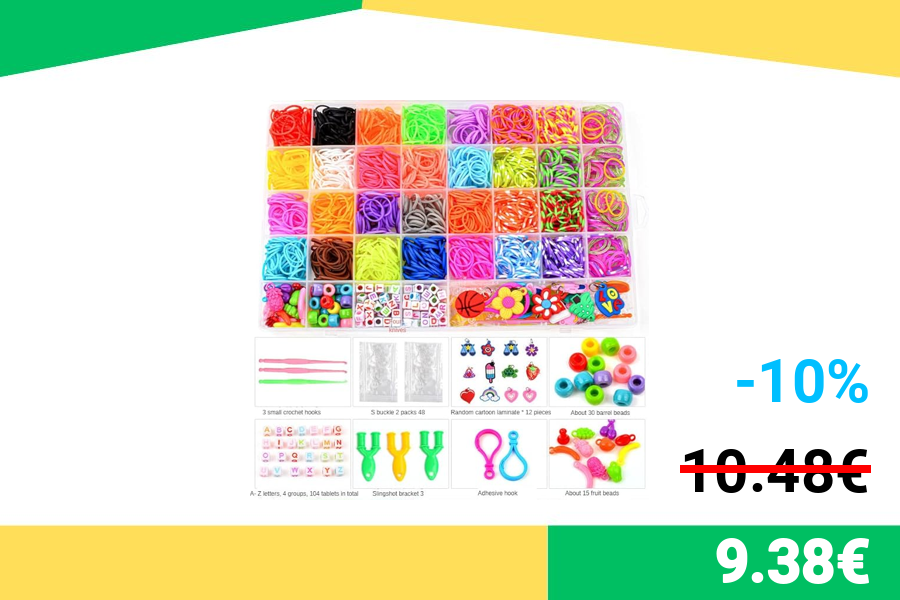 our
knives
3 small crochet hooks
S buckle 2 packs 48
Random cartoon laminate * 12 pieces
About 30 barrel beads
A B C D E F G
H I J K L M N
O P Q R S T
U V W X Y Z
A- Z letters, 4 groups, 104 tablets in total
Slingshot bracket 3
Adhesive hook
About 15 fruit beads
-10%
10.48€
9.38€